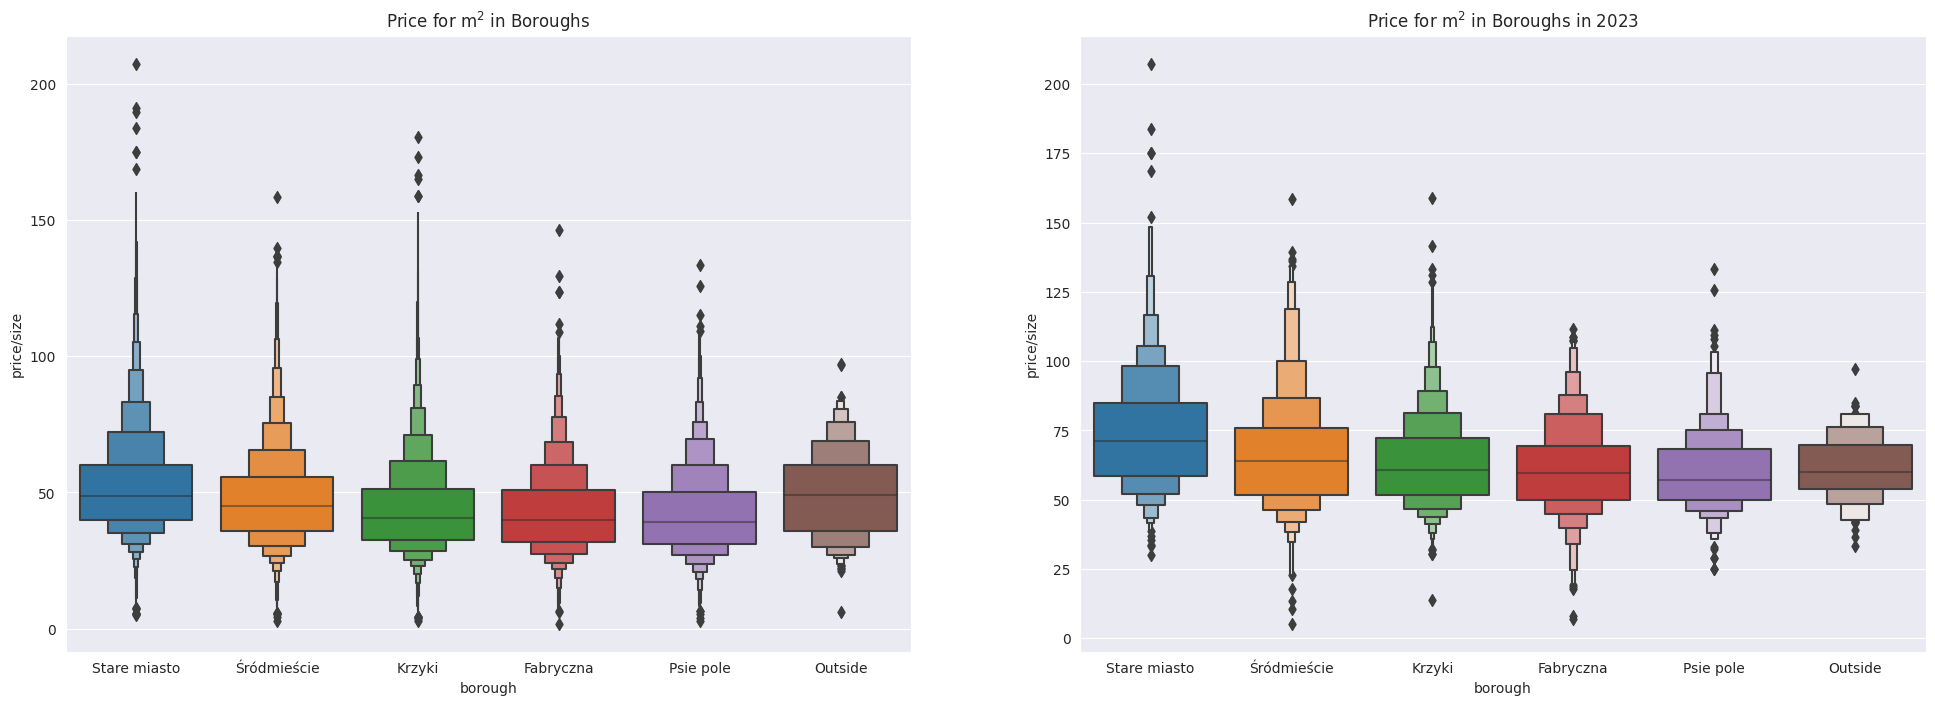 Price for m² in Boroughs
200
150
100
50
0
price/size
Stare miasto Śródmieście Krzyki Fabryczna Psie pole Outside
borough
Price for m² in Boroughs in 2023
200
175
150
125
100
75
50
25
0
price/size
Stare miasto Śródmieście Krzyki Fabryczna Psie pole Outside
borough